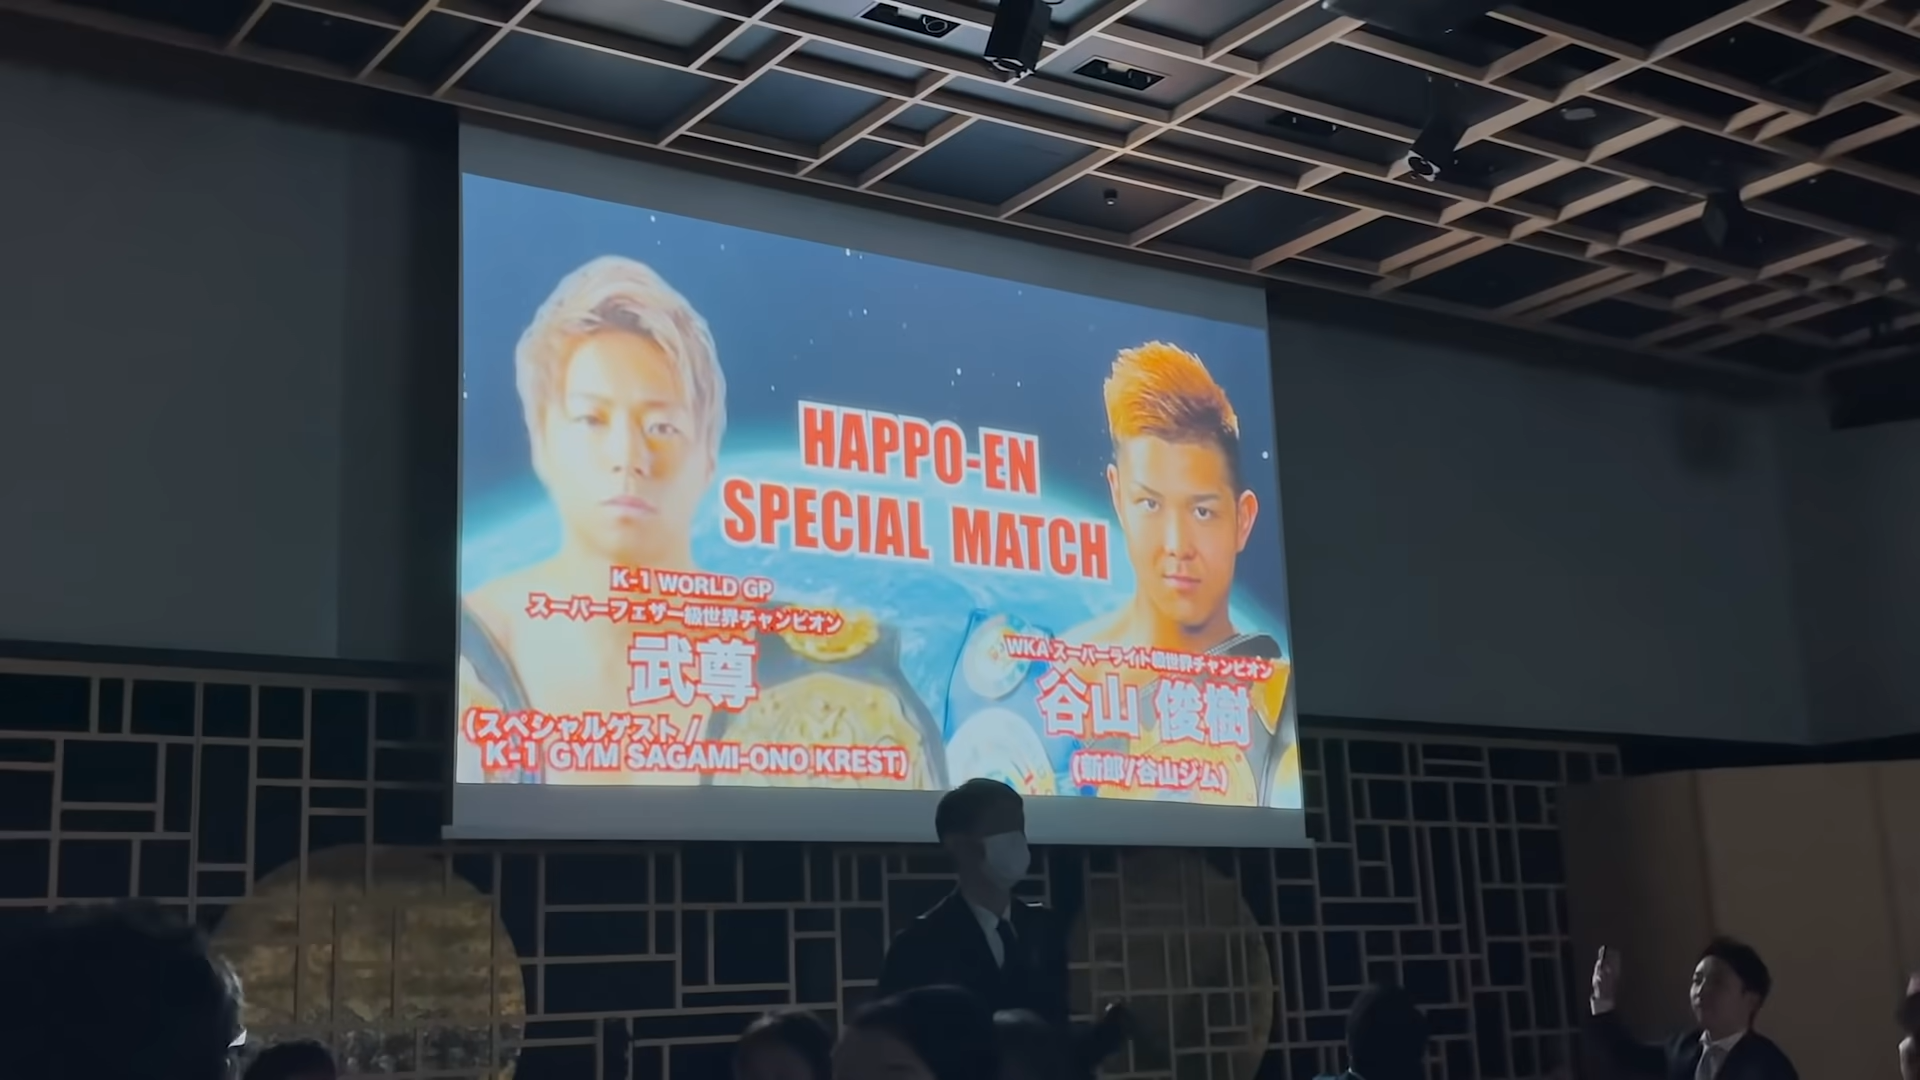 HAPPO-EN
SPECIAL MATCH
K-1 WORLD GP
スーパーフェザー級世界チャンピオン
武尊
(スペシャルゲスト /
K-1 GYM SAGAMI-ONO KREST)
WKA スーパーライト級世界チャンピオン
谷山 俊樹
(新郎/谷山ジム)